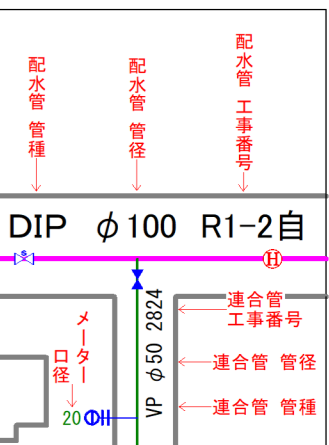 配水管 管種
配水管 管径
配水管 工事番号
DIP φ100 R1-2自
S
H
連合管
工事番号
VP φ50 2824
メーター
口径
連合管 管径
20
連合管 管種